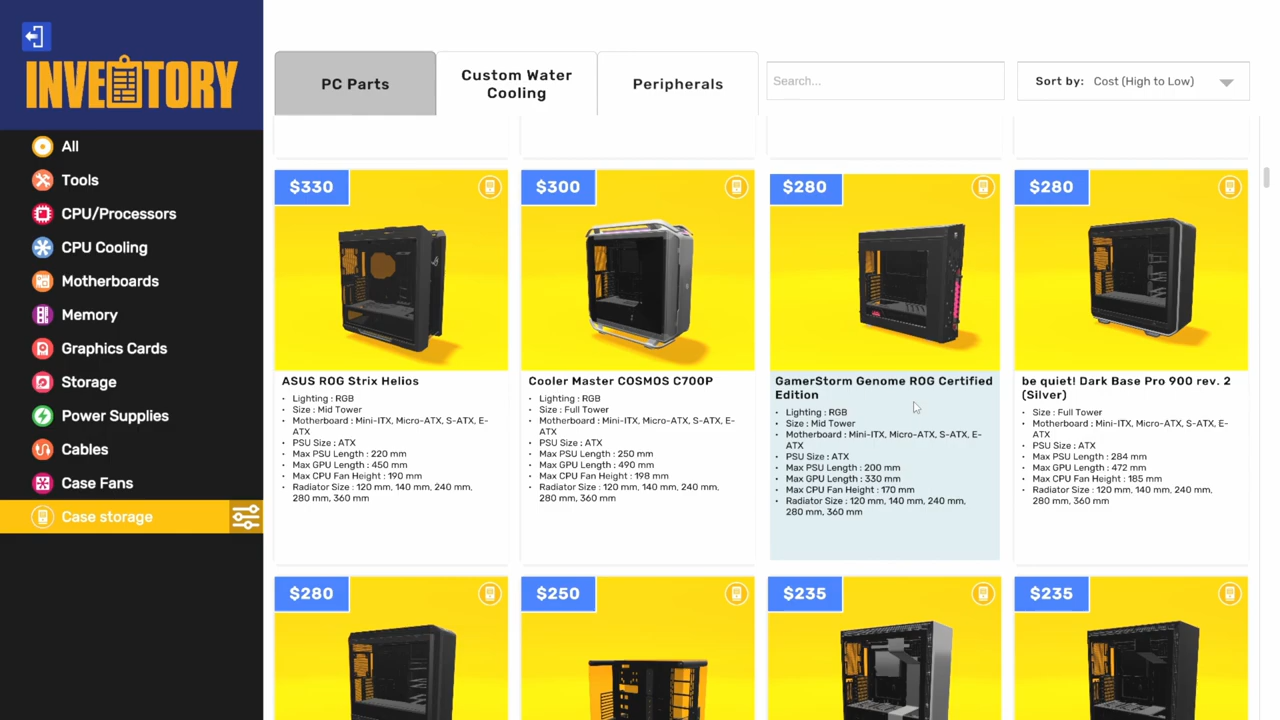 INVENTORY
All
Tools
CPU/Processors
CPU Cooling
Motherboards
Memory
Graphics Cards
Storage
Power Supplies
Cables
Case Fans
Case storage
PC Parts
Custom Water
Cooling
Peripherals
Search...
Sort by: Cost (High to Low)
$330
ASUS ROG Strix Helios
Lighting : RGB
Size : Mid Tower
Motherboard : Mini-ITX, Micro-ATX, S-ATX, E-
ATX
PSU Size : ATX
Max PSU Length : 220 mm
Max GPU Length : 450 mm
Max CPU Fan Height : 190 mm
Radiator Size : 120 mm, 140 mm, 240 mm,
280 mm, 360 mm
$300
Cooler Master COSMOS C700P
Lighting : RGB
Size : Full Tower
Motherboard : Mini-ITX, Micro-ATX, S-ATX, E-
ATX
PSU Size : ATX
Max PSU Length : 250 mm
Max GPU Length : 490 mm
Max CPU Fan Height : 198 mm
Radiator Size : 120 mm, 140 mm, 240 mm,
280 mm, 360 mm
$280
GamerStorm Genome ROG Certified
Edition
Lighting : RGB
Size : Mid Tower
Motherboard : Mini-ITX, Micro-ATX, S-ATX, E-
ATX
PSU Size : ATX
Max PSU Length : 200 mm
Max GPU Length : 330 mm
Max CPU Fan Height : 170 mm
Radiator Size : 120 mm, 140 mm, 240 mm,
280 mm, 360 mm
$280
be quiet! Dark Base Pro 900 rev. 2
(Silver)
Size : Full Tower
Motherboard : Mini-ITX, Micro-ATX, S-ATX, E-
ATX
PSU Size : ATX
Max PSU Length : 284 mm
Max GPU Length : 472 mm
Max CPU Fan Height : 185 mm
Radiator Size : 120 mm, 140 mm, 240 mm,
280 mm, 360 mm
$280
$250
$235
$235